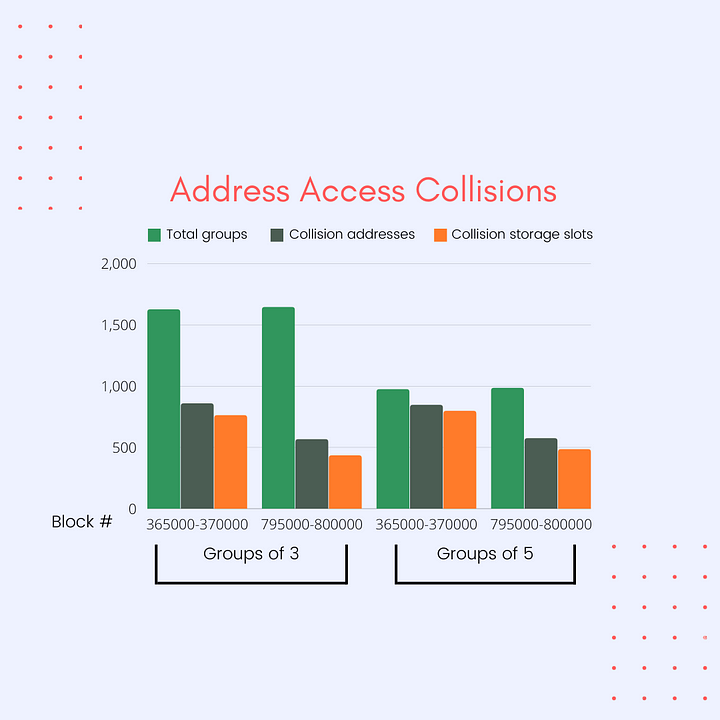 Address Access Collisions
Total groups Collision addresses Collision storage slots
2,000
1,500
1,000
500
0
Block # 365000-370000 795000-800000 365000-370000 795000-800000
Groups of 3 Groups of 5